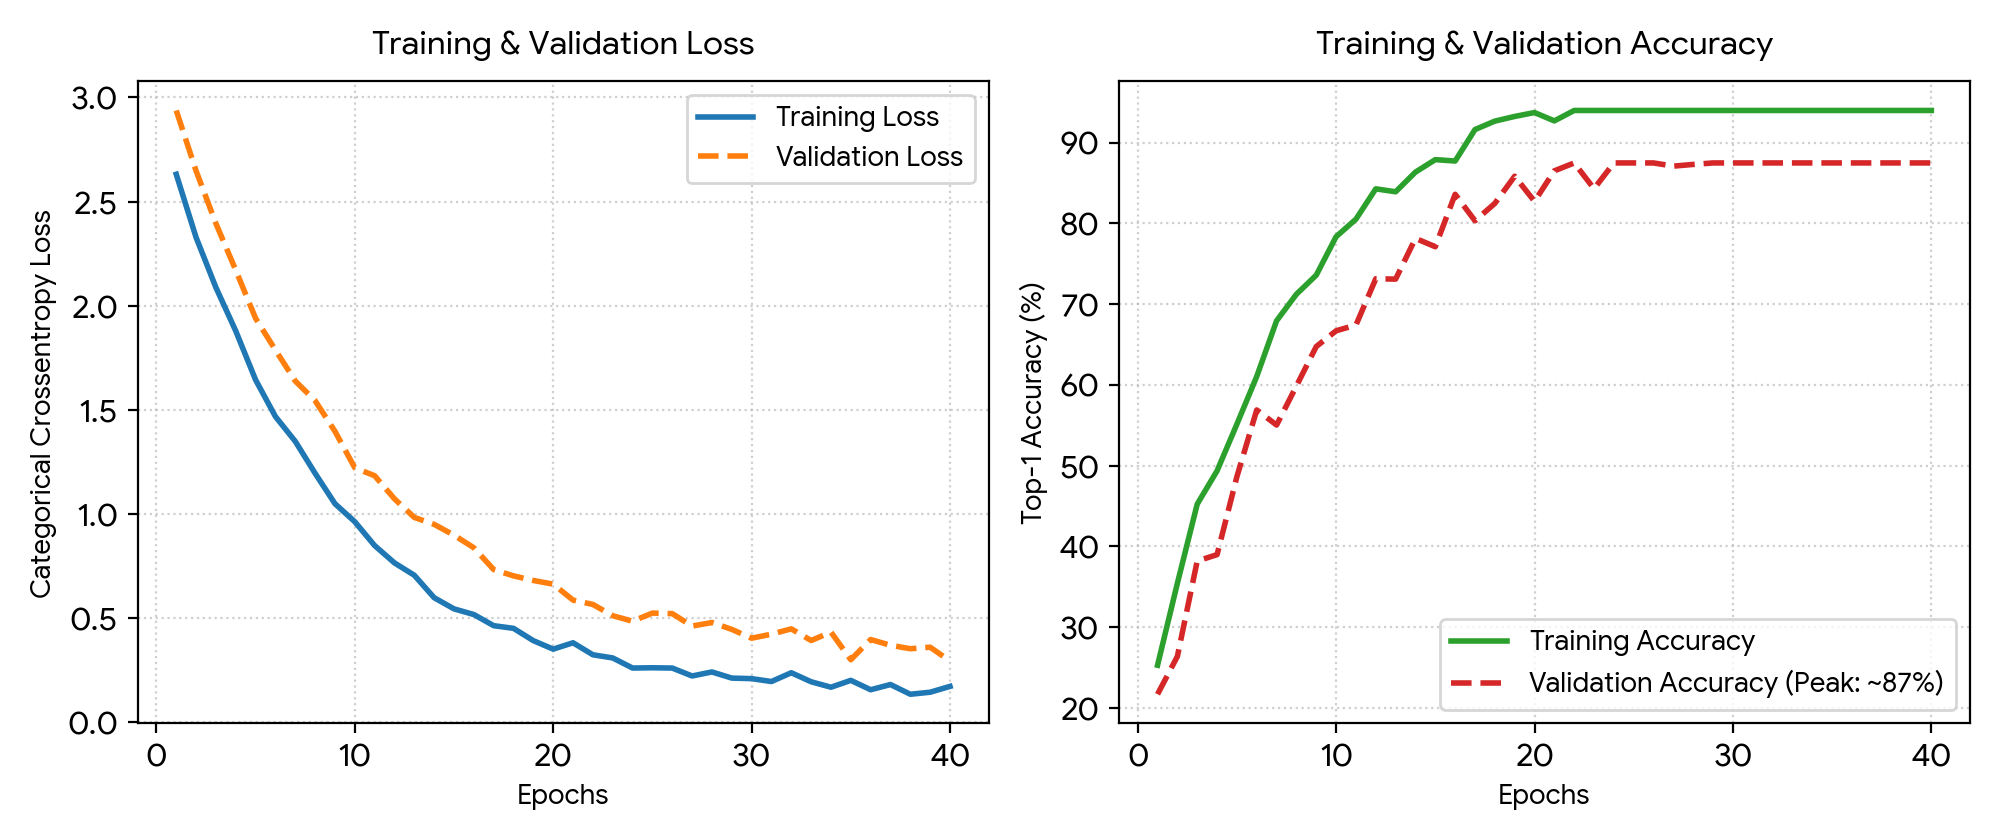 Training & Validation Loss
Categorical Crossentropy Loss
3.0
2.5
2.0
1.5
1.0
0.5
0.0
0 10 20 30 40
Epochs
Training Loss
Validation Loss
Training & Validation Accuracy
Top-1 Accuracy (%)
90
80
70
60
50
40
30
20
0 10 20 30 40
Epochs
Training Accuracy
Validation Accuracy (Peak: ~87%)